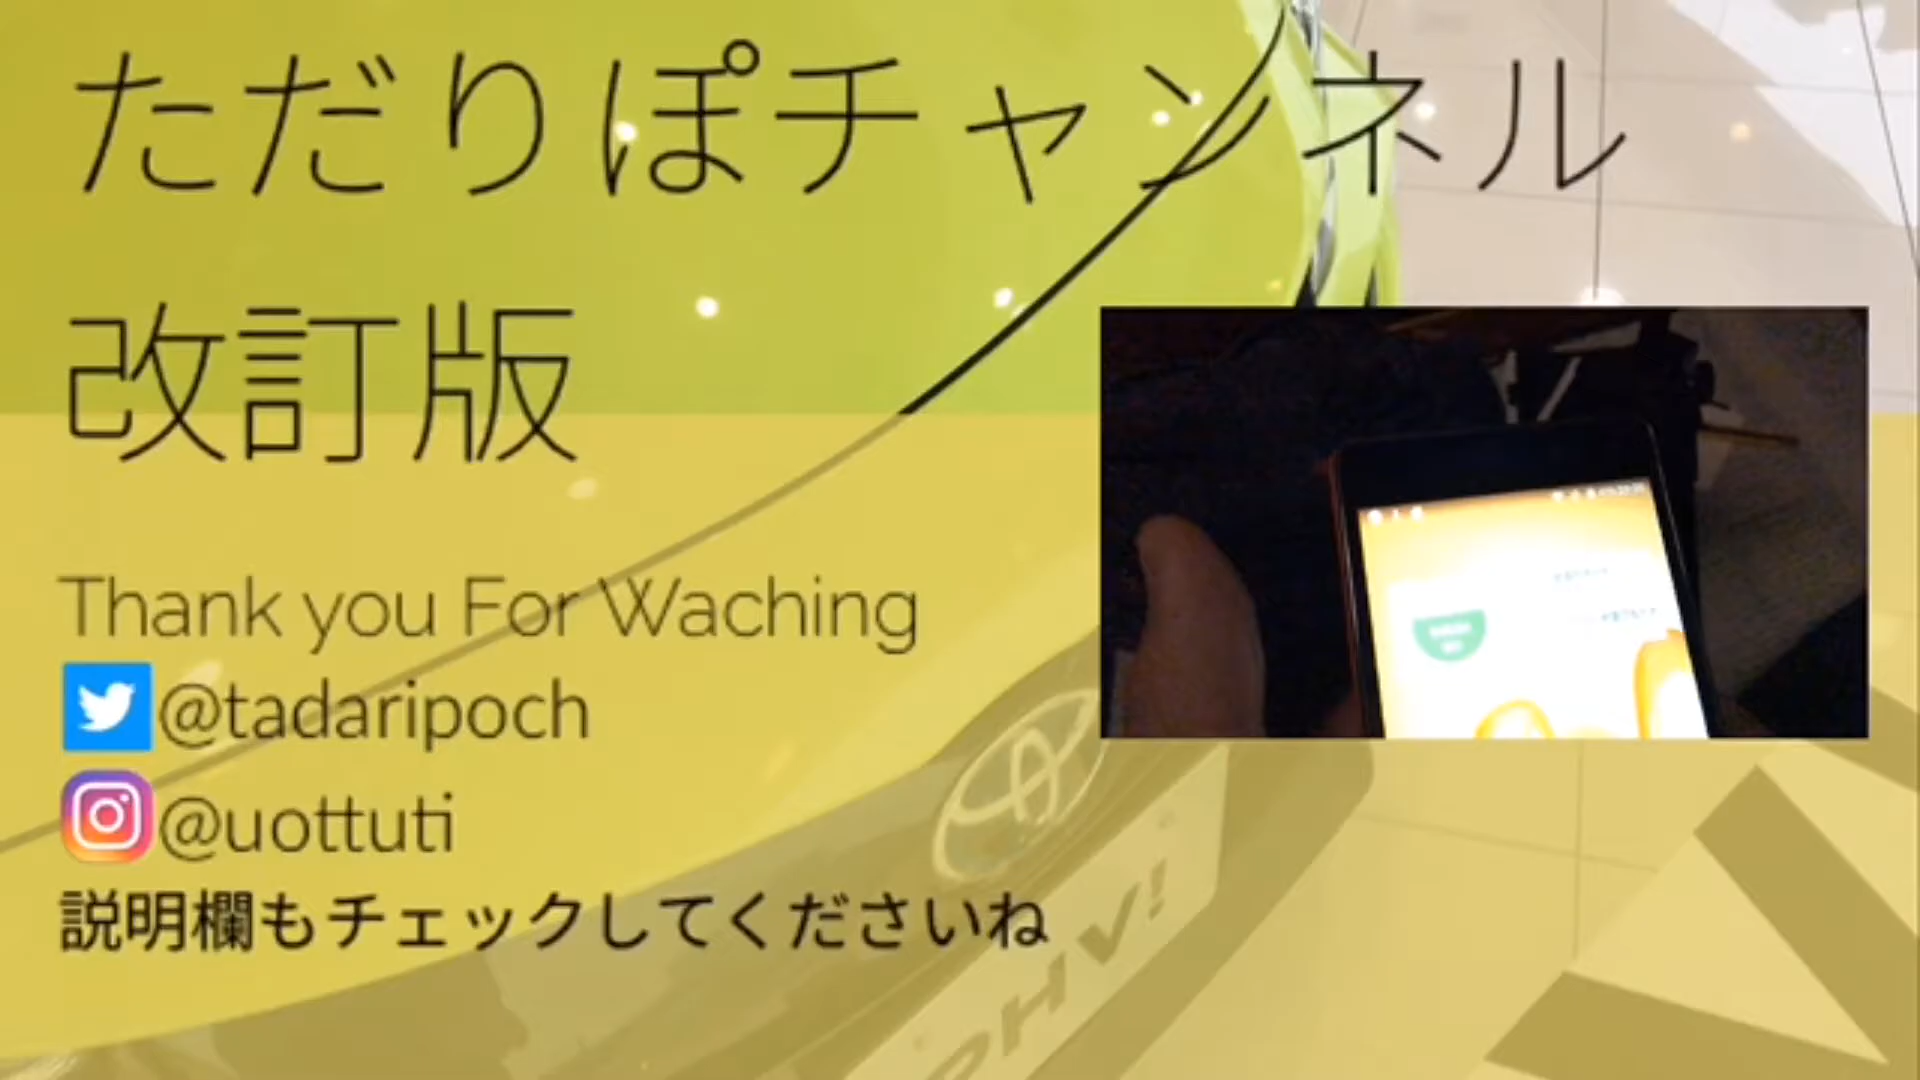 ただりぽチャンネル
改訂版
Thank you For Waching
@tadaripoch
@uottuti
説明欄もチェックしてくださいね
PHV!